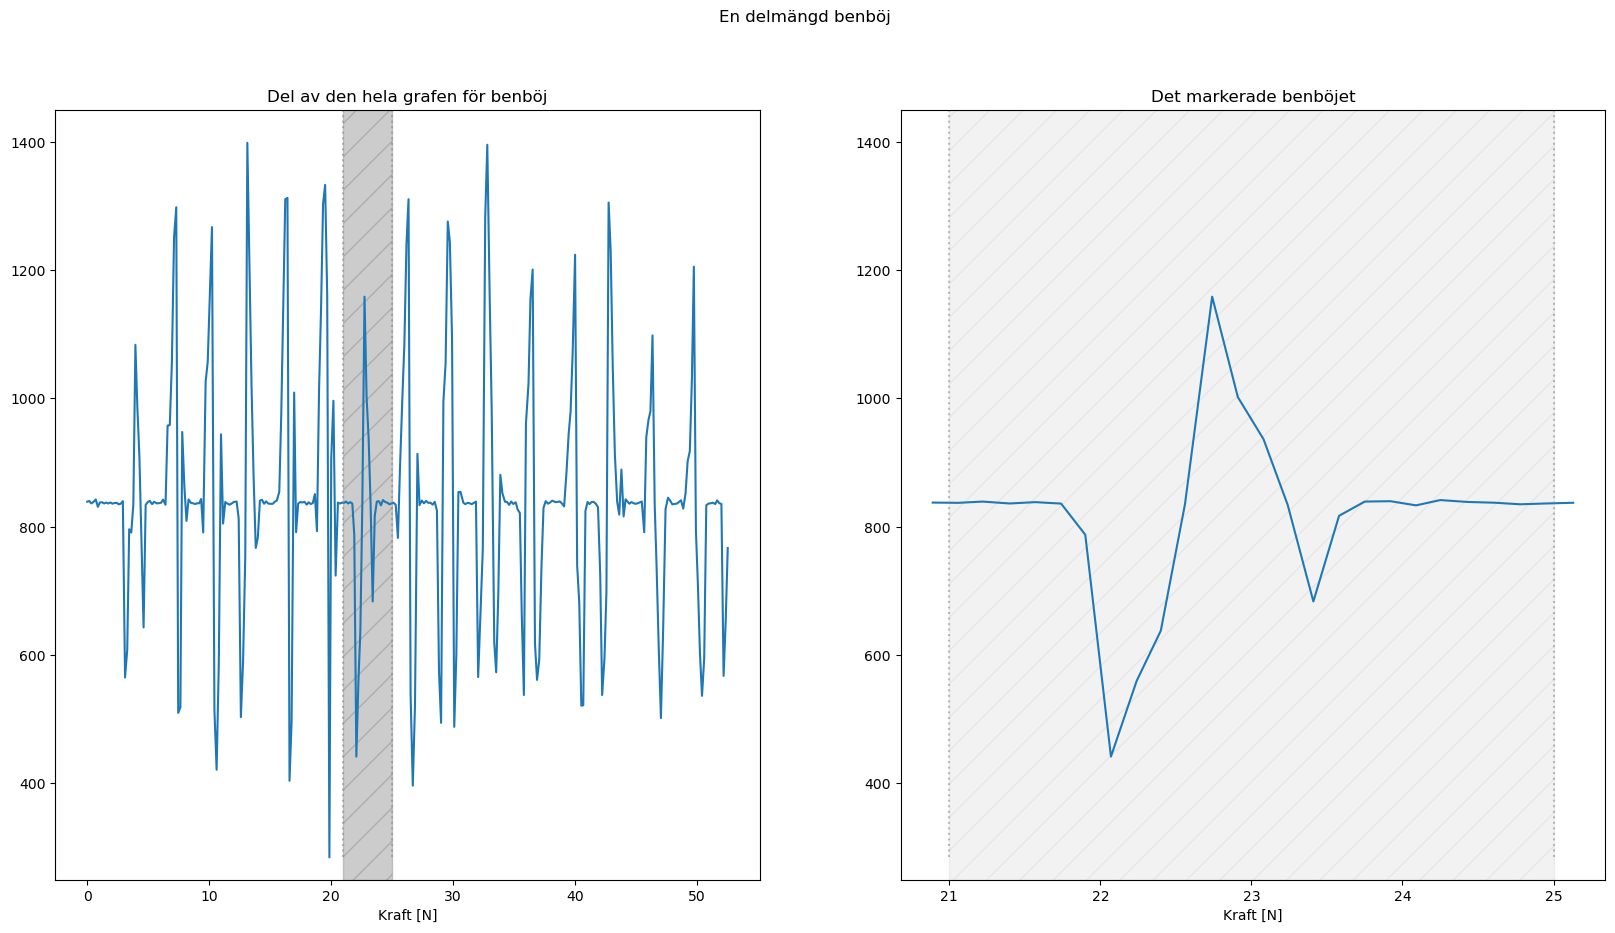 En delmängd benböj
Del av den hela grafen för benböj
1400
1200
1000
800
600
400
0 10 20 30 40 50
Kraft [N]
Det markerade benböjet
1400
1200
1000
800
600
400
21 22 23 24 25
Kraft [N]